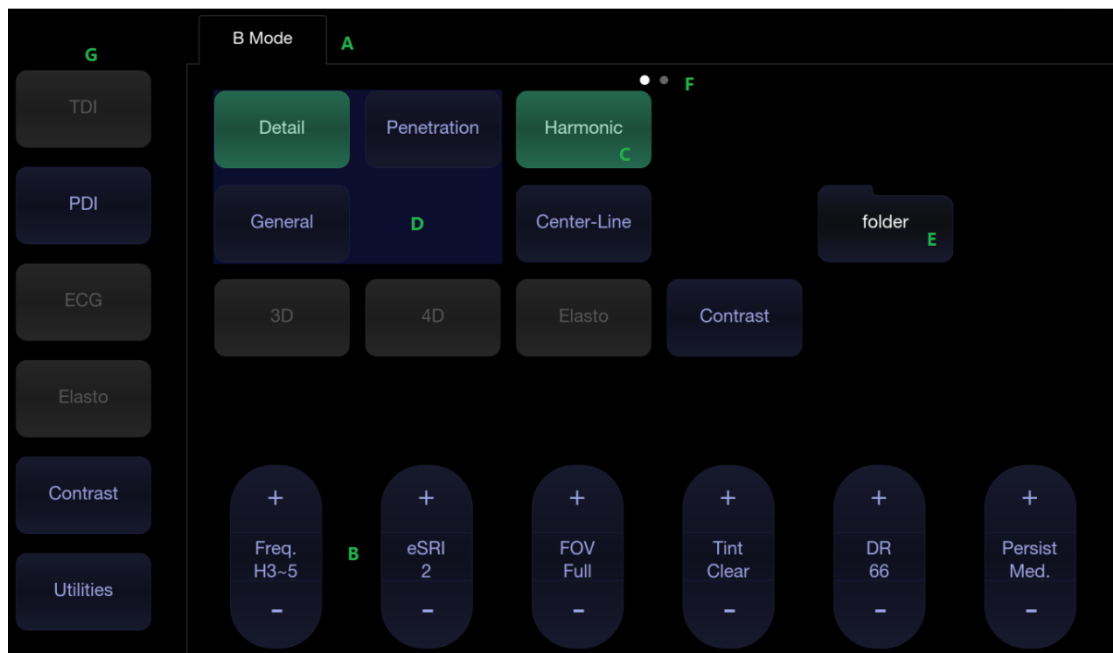 G
B Mode
A
F
TDI
Detail
Penetration
Harmonic
C
PDI
General
D
Center-Line
folder
E
ECG
3D
4D
Elasto
Contrast
Elasto
Contrast
+
+
+
+
+
+
Freq.
H3~5
B
eSRI
2
FOV
Full
Tint
Clear
DR
66
Persist
Med.
Utilities
-
-
-
-
-
-